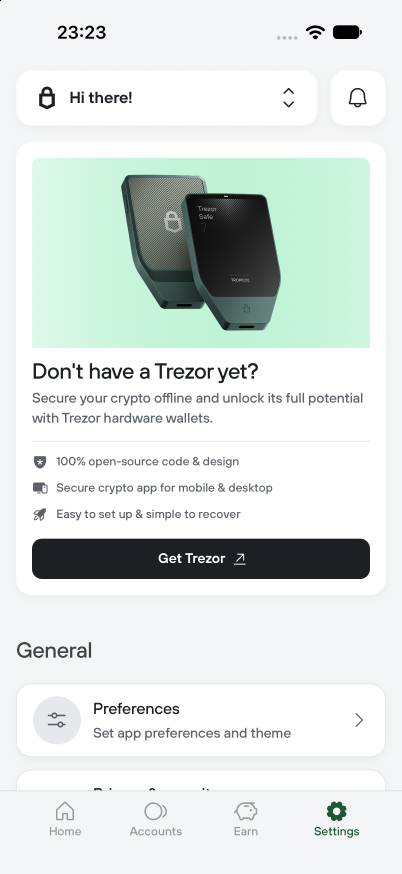 23:23
Hi there!
Trezor
Safe
7
TROPIC01
Don't have a Trezor yet?
Secure your crypto offline and unlock its full potential
with Trezor hardware wallets.
100% open-source code & design
Secure crypto app for mobile & desktop
Easy to set up & simple to recover
Get Trezor
General
Preferences
Set app preferences and theme
Home
Accounts
Earn
Settings